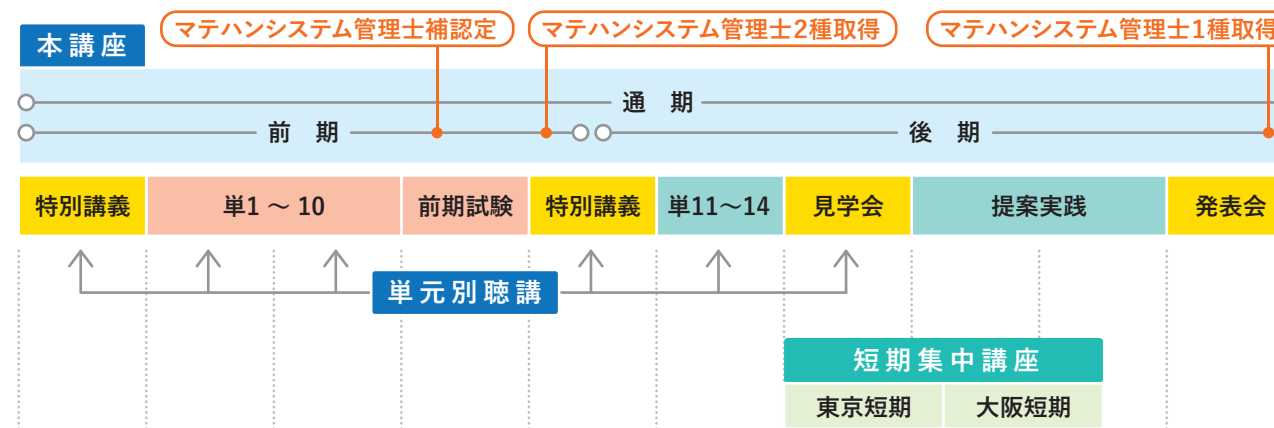 マテハンシステム管理士補認定
マテハンシステム管理士2種取得
マテハンシステム管理士1種取得
本講座
通 期
前 期
後 期
特別講義
単1 ～ 10
前期試験
特別講義
単11～14
見学会
提案実践
発表会
単元別聴講
短期集中講座
東京短期
大阪短期